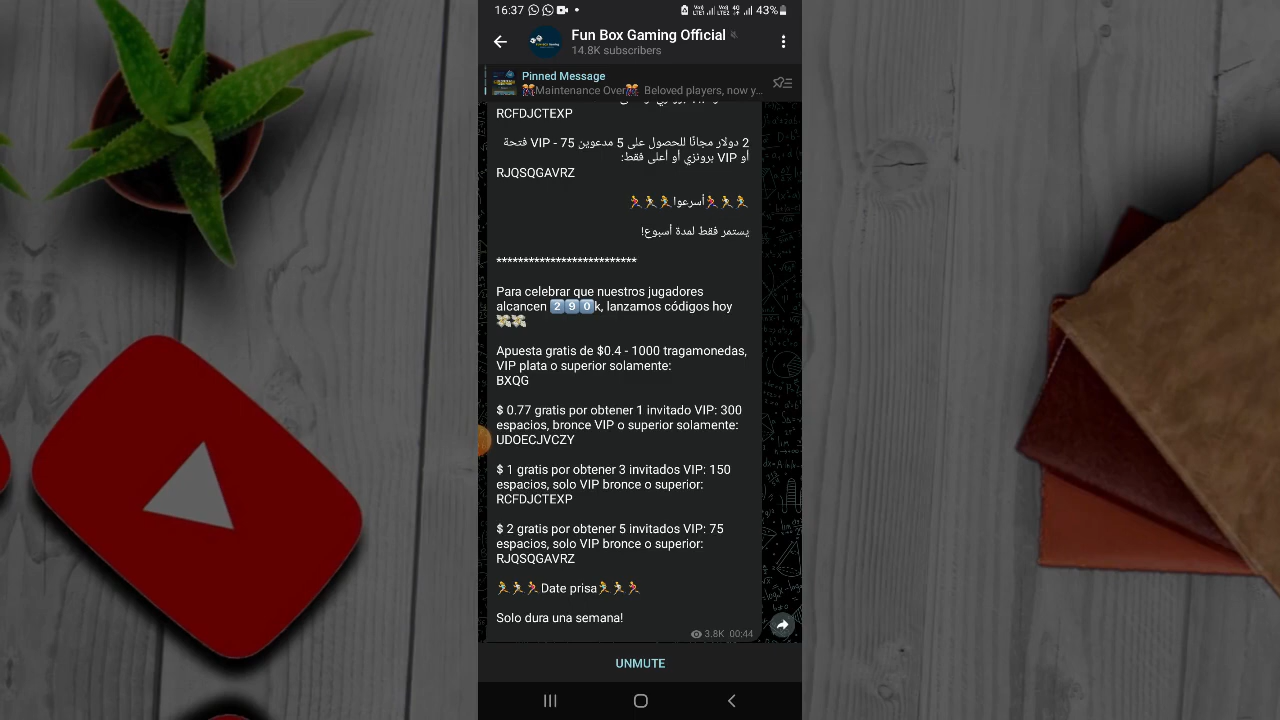 16:37
43%
Fun Box Gaming Official
14.8K subscribers
Pinned Message
🎊Maintenance Over🎊 Beloved players, now y...
RCFDJCTEXP
2 دولار مجانًا للحصول على 5 مدعوين VIP - 75 فتحة
أو VIP برونزي أو أعلى فقط:
RJQSQGAVRZ
🏃🏃🏃أسرعوا🏃🏃🏃
يستمر فقط لمدة أسبوع!
**************************
Para celebrar que nuestros jugadores
alcancen 2️⃣9️⃣0️⃣k, lanzamos códigos hoy
💸💸
Apuesta gratis de $0.4 - 1000 tragamonedas,
VIP plata o superior solamente:
BXQG
$ 0.77 gratis por obtener 1 invitado VIP: 300
espacios, bronce VIP o superior solamente:
UDOECJVCZY
$ 1 gratis por obtener 3 invitados VIP: 150
espacios, solo VIP bronce o superior:
RCFDJCTEXP
$ 2 gratis por obtener 5 invitados VIP: 75
espacios, solo VIP bronce o superior:
RJQSQGAVRZ
🏃🏃🏃Date prisa🏃🏃🏃
Solo dura una semana!
3.8K 00:44
UNMUTE